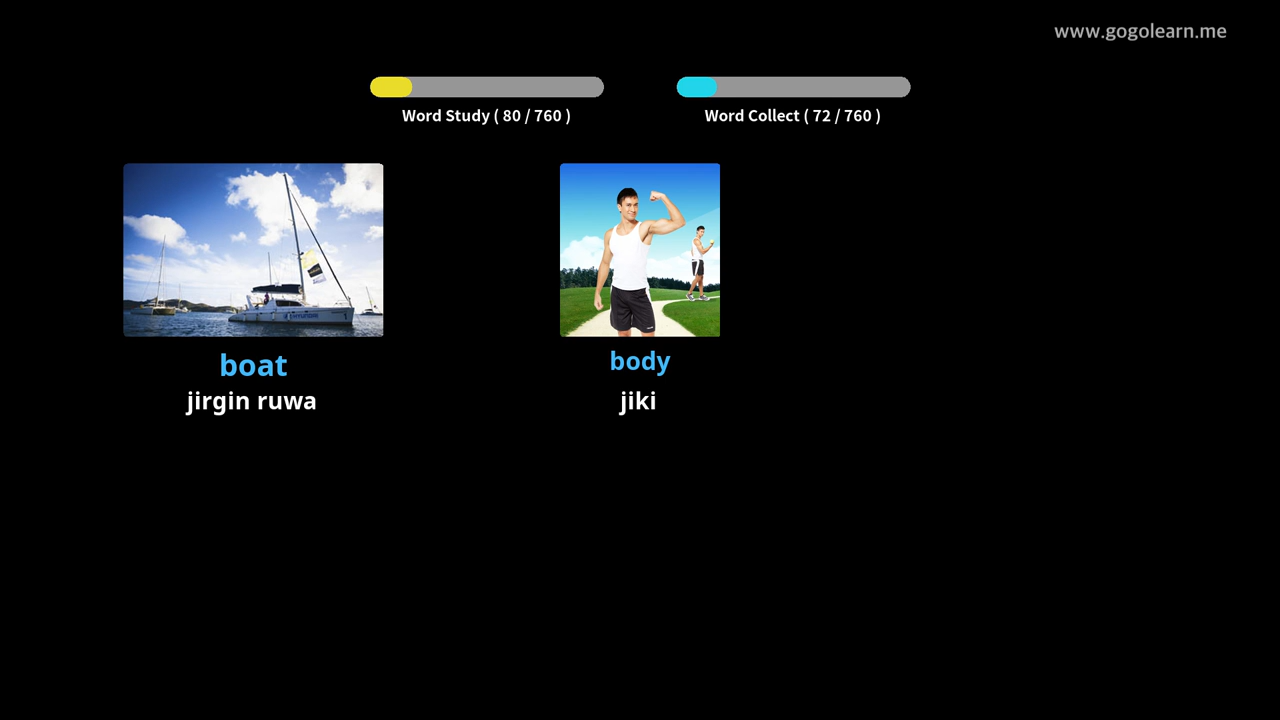 www.gogolearn.me
Word Study ( 80 / 760 )
Word Collect ( 72 / 760 )
boat
jirgin ruwa
body
jiki